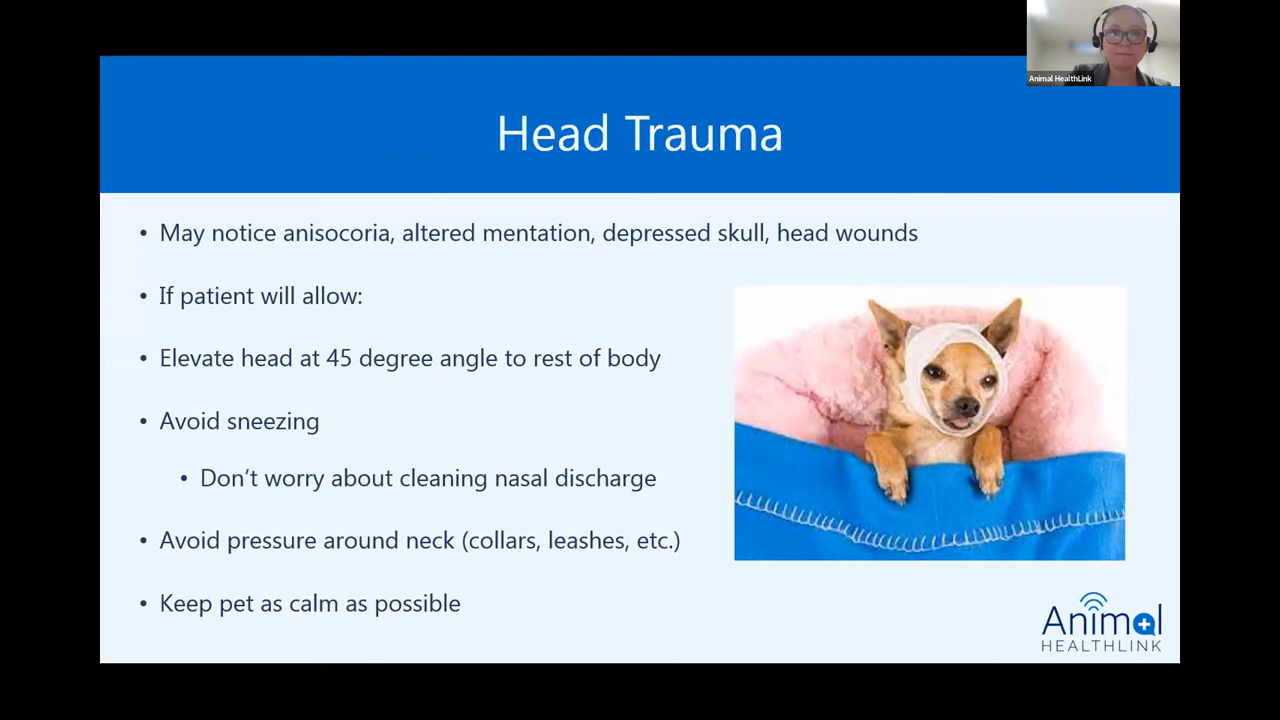 Animal HealthLink
Head Trauma
• May notice anisocoria, altered mentation, depressed skull, head wounds
• If patient will allow:
• Elevate head at 45 degree angle to rest of body
• Avoid sneezing
• Don’t worry about cleaning nasal discharge
• Avoid pressure around neck (collars, leashes, etc.)
• Keep pet as calm as possible
Animal
HEALTHLINK